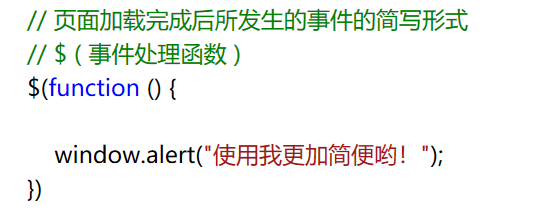 // 页面加载完成后所发生的事件的简写形式
// $ ( 事件处理函数 )
$(function () {
window.alert("使用我更加简便哟！");
})